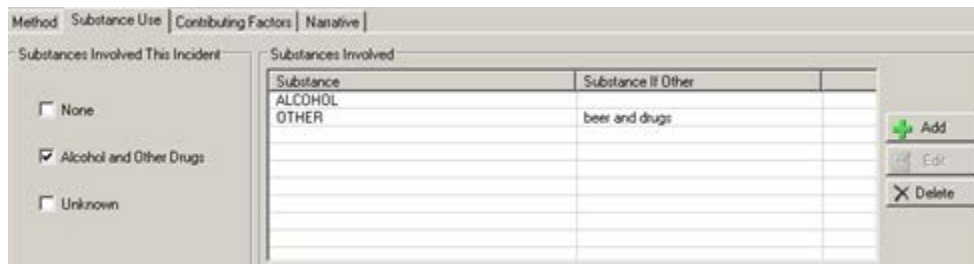 Method Substance Use Contributing Factors Narrative
Substances Involved This Incident
None
Alcohol and Other Drugs
Unknown
Substances Involved
Substance Substance If Other
ALCOHOL
OTHER beer and drugs
Add
Edit
Delete